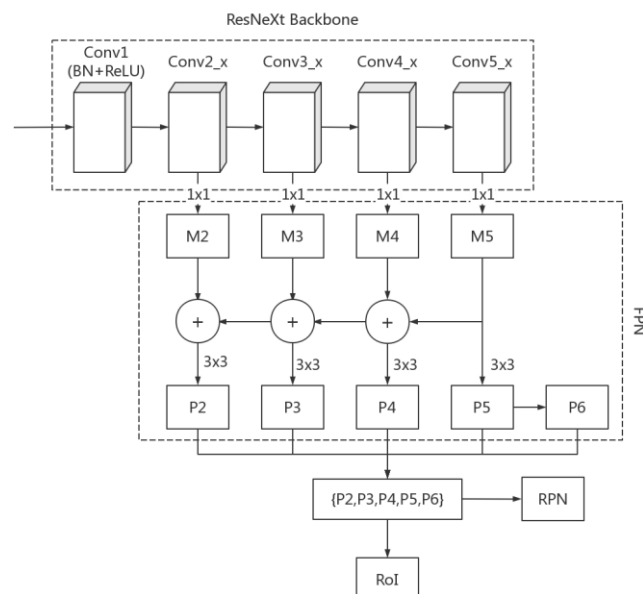 ResNeXt Backbone
Conv1
(BN+ReLU)
Conv2_x
Conv3_x
Conv4_x
Conv5_x
1x1
1x1
1x1
1x1
M2
M3
M4
M5
+
+
+
FPN
3x3
3x3
3x3
3x3
P2
P3
P4
P5
P6
{P2,P3,P4,P5,P6}
RPN
RoI